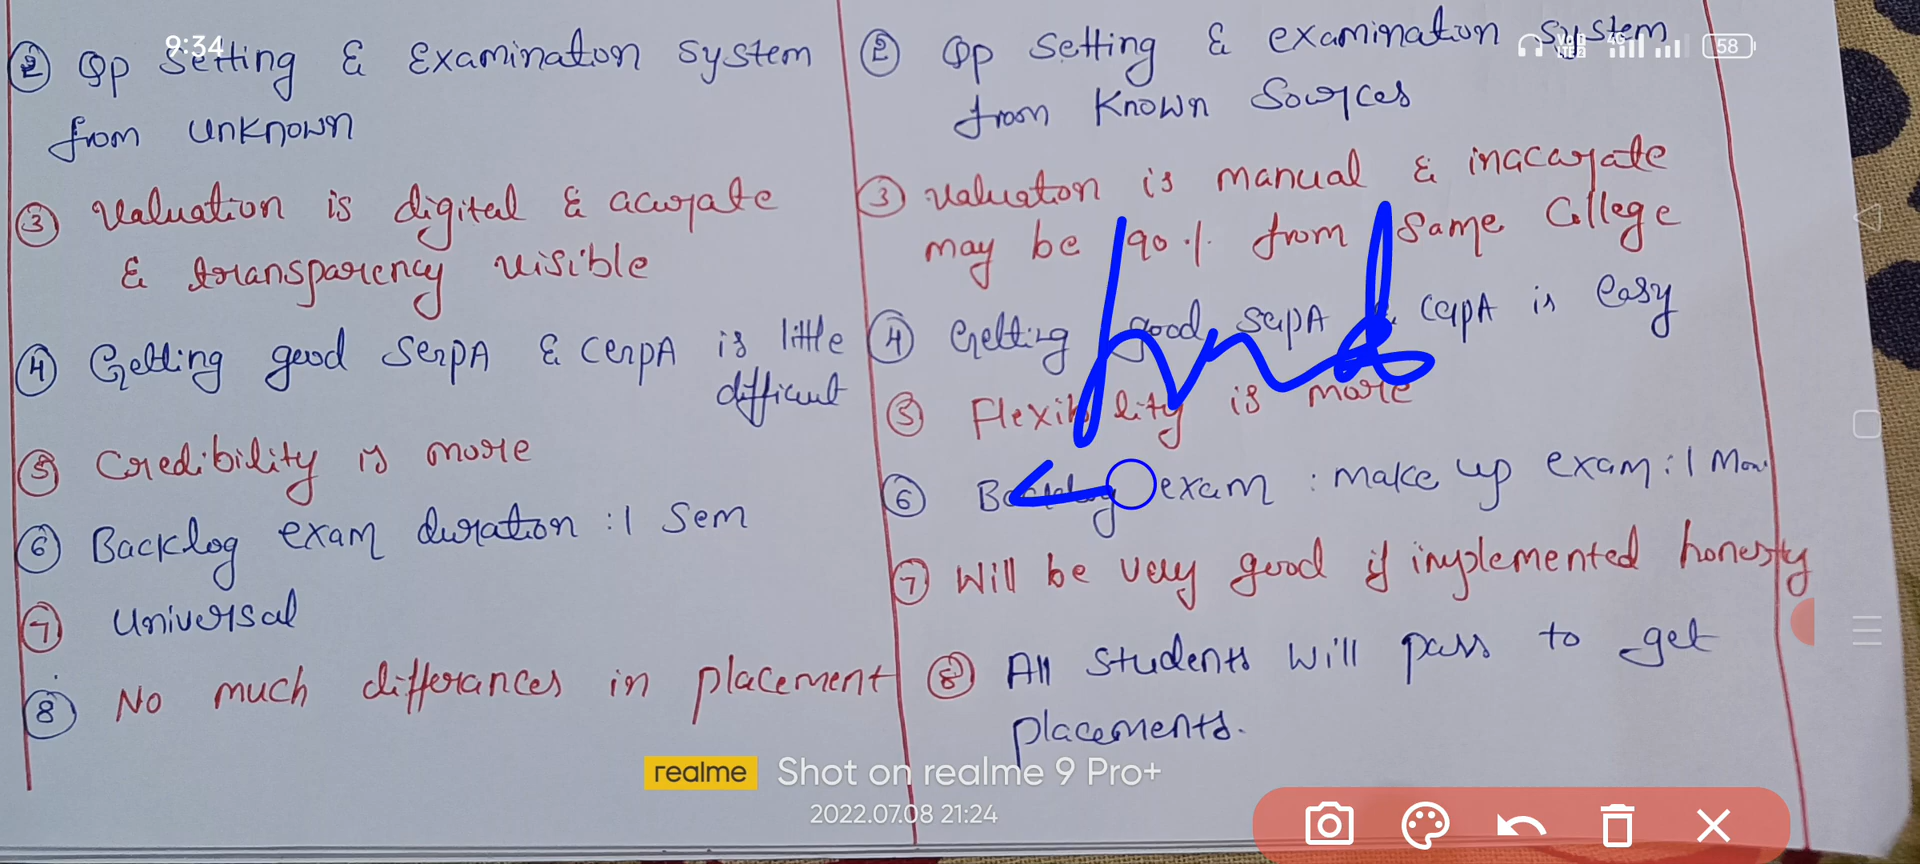 9:34
58
② Qp Setting & Examination System
from unknown
③ Valuation is digital & acurate
& transparency visible
④ Getting good SGPA & CGPA is little
difficult
⑤ Credibility is more
⑥ Backlog exam duration : 1 Sem
⑦ Universal
⑧ No much differances in placement
② Qp Setting & examination System
from Known Sources
③ Valuation is manual & inacurate
may be 90 % from Same College
④ Getting good SGPA & CGPA is easy
⑤ Flexibility is more
⑥ Backlog exam : make up exam : 1 Mon
⑦ Will be very good if implemented honesty
⑧ All Students will pass to get
placements.
realme Shot on realme 9 Pro+
2022.07.08 21:24